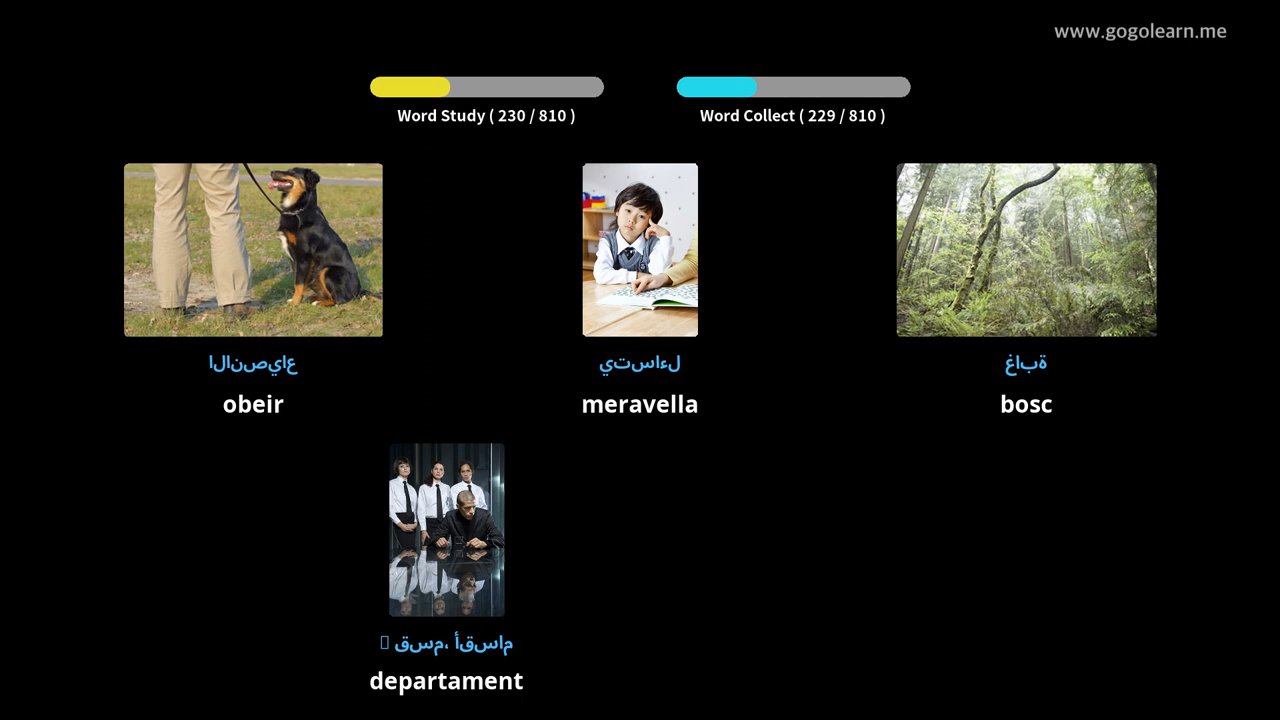 www.gogolearn.me
Word Study ( 230 / 810 )
Word Collect ( 229 / 810 )
الانصياع
obeir
يتساءل
meravella
غابة
bosc
قسم، أقسام
departament